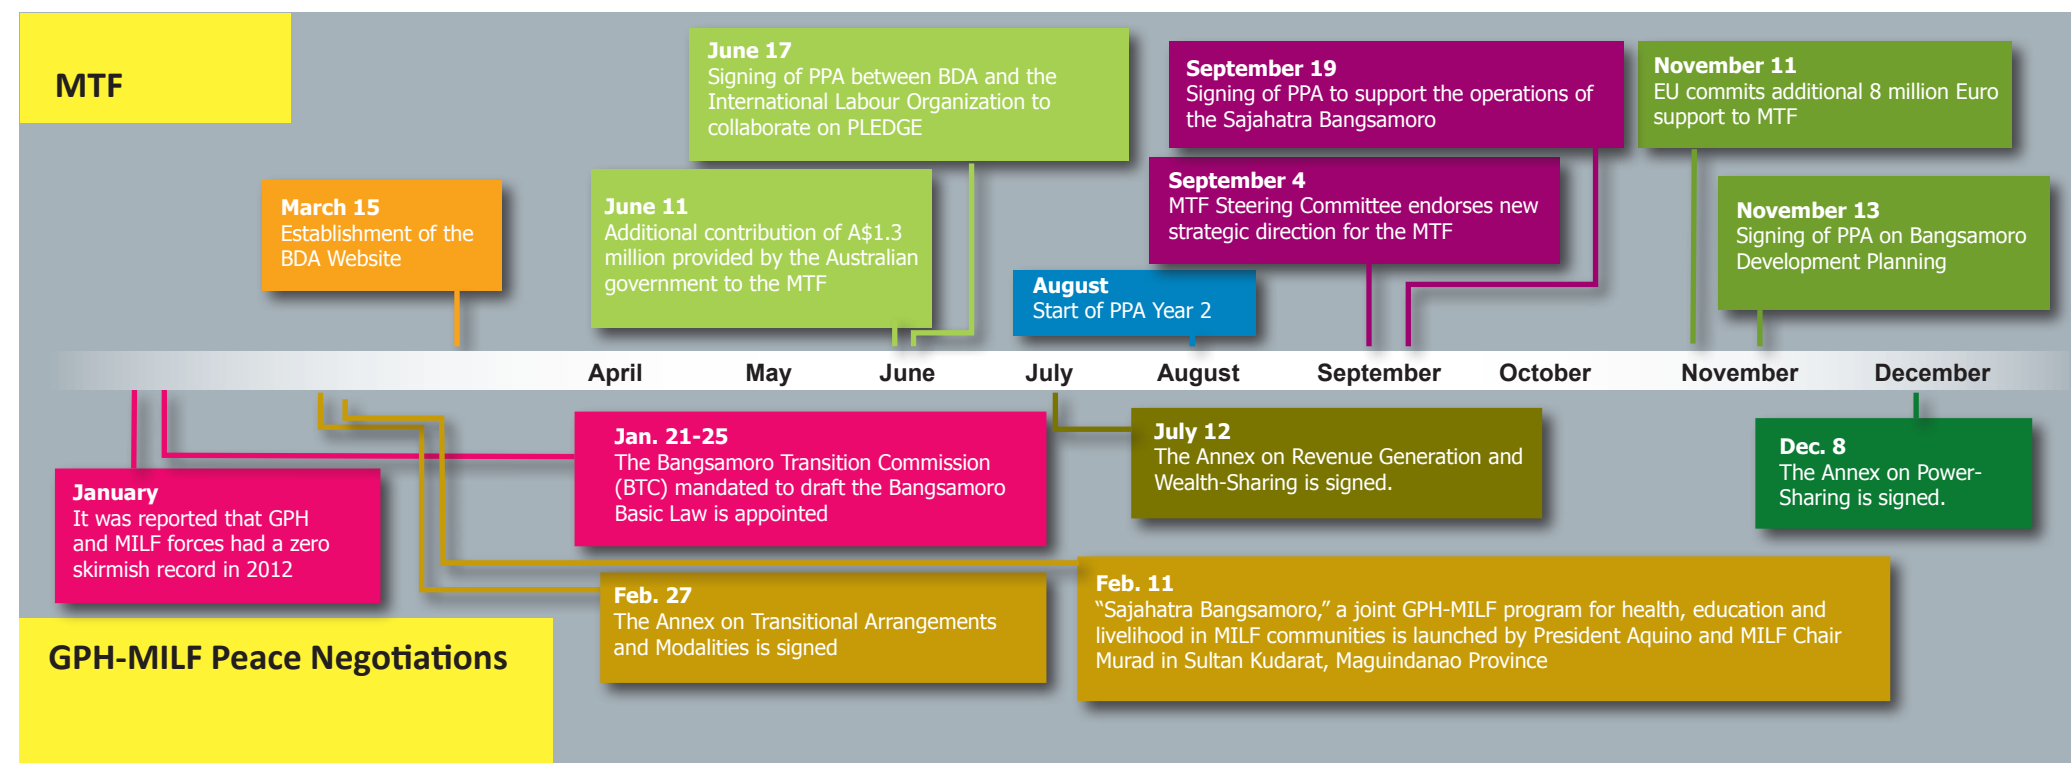 MTF
June 17
Signing of PPA between BDA and the
International Labour Organization to
collaborate on PLEDGE
September 19
Signing of PPA to support the operations of
the Sajahatra Bangsamoro
November 11
EU commits additional 8 million Euro
support to MTF
March 15
Establishment of the
BDA Website
June 11
Additional contribution of A$1.3
million provided by the Australian
government to the MTF
August
Start of PPA Year 2
September 4
MTF Steering Committee endorses new
strategic direction for the MTF
November 13
Signing of PPA on Bangsamoro
Development Planning
April May June July August September October November December
January
It was reported that GPH
and MILF forces had a zero
skirmish record in 2012
Jan. 21-25
The Bangsamoro Transition Commission
(BTC) mandated to draft the Bangsamoro
Basic Law is appointed
July 12
The Annex on Revenue Generation and
Wealth-Sharing is signed.
Dec. 8
The Annex on Power-
Sharing is signed.
Feb. 27
The Annex on Transitional Arrangements
and Modalities is signed
Feb. 11
“Sajahatra Bangsamoro,” a joint GPH-MILF program for health, education and
livelihood in MILF communities is launched by President Aquino and MILF Chair
Murad in Sultan Kudarat, Maguindanao Province
GPH-MILF Peace Negotiations